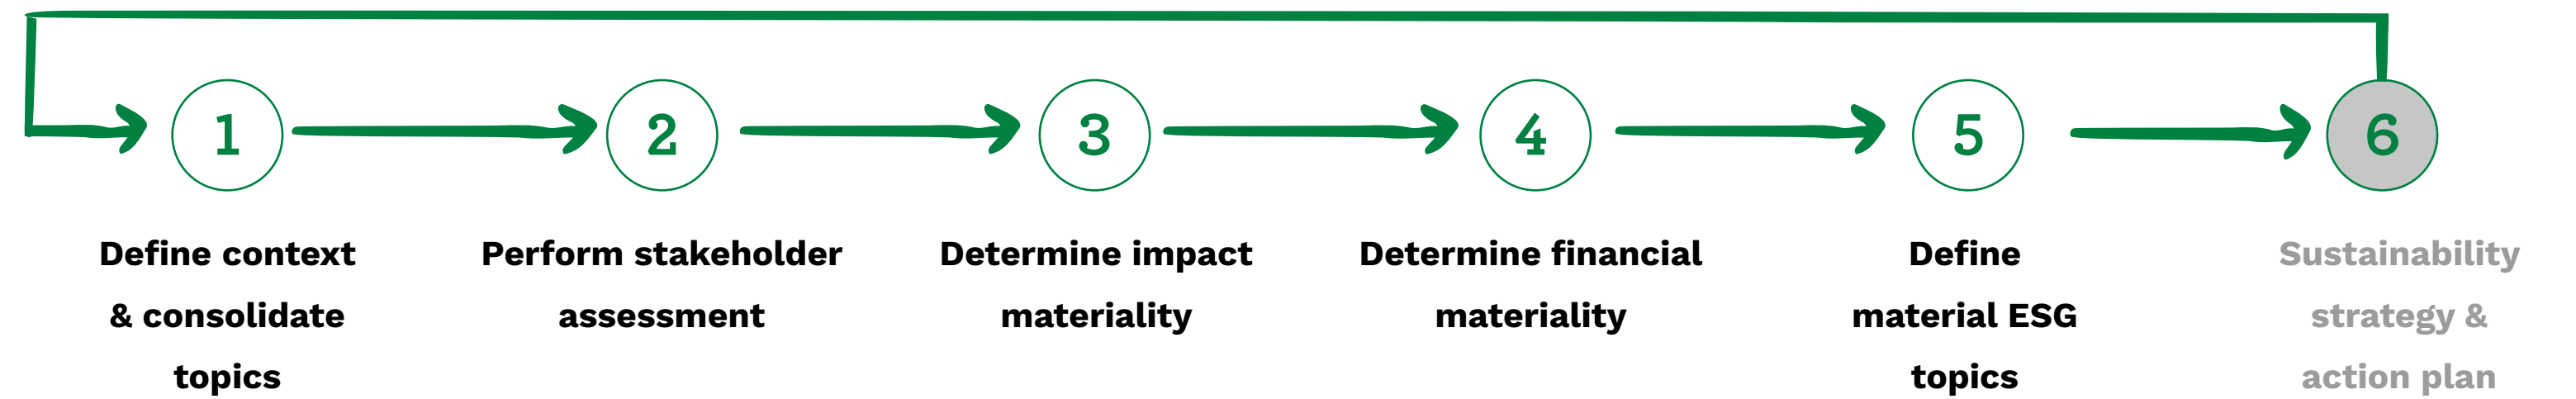 1
2
3
4
5
6
Define context
& consolidate
topics
Perform stakeholder
assessment
Determine impact
materiality
Determine financial
materiality
Define
material ESG
topics
Sustainability
strategy &
action plan